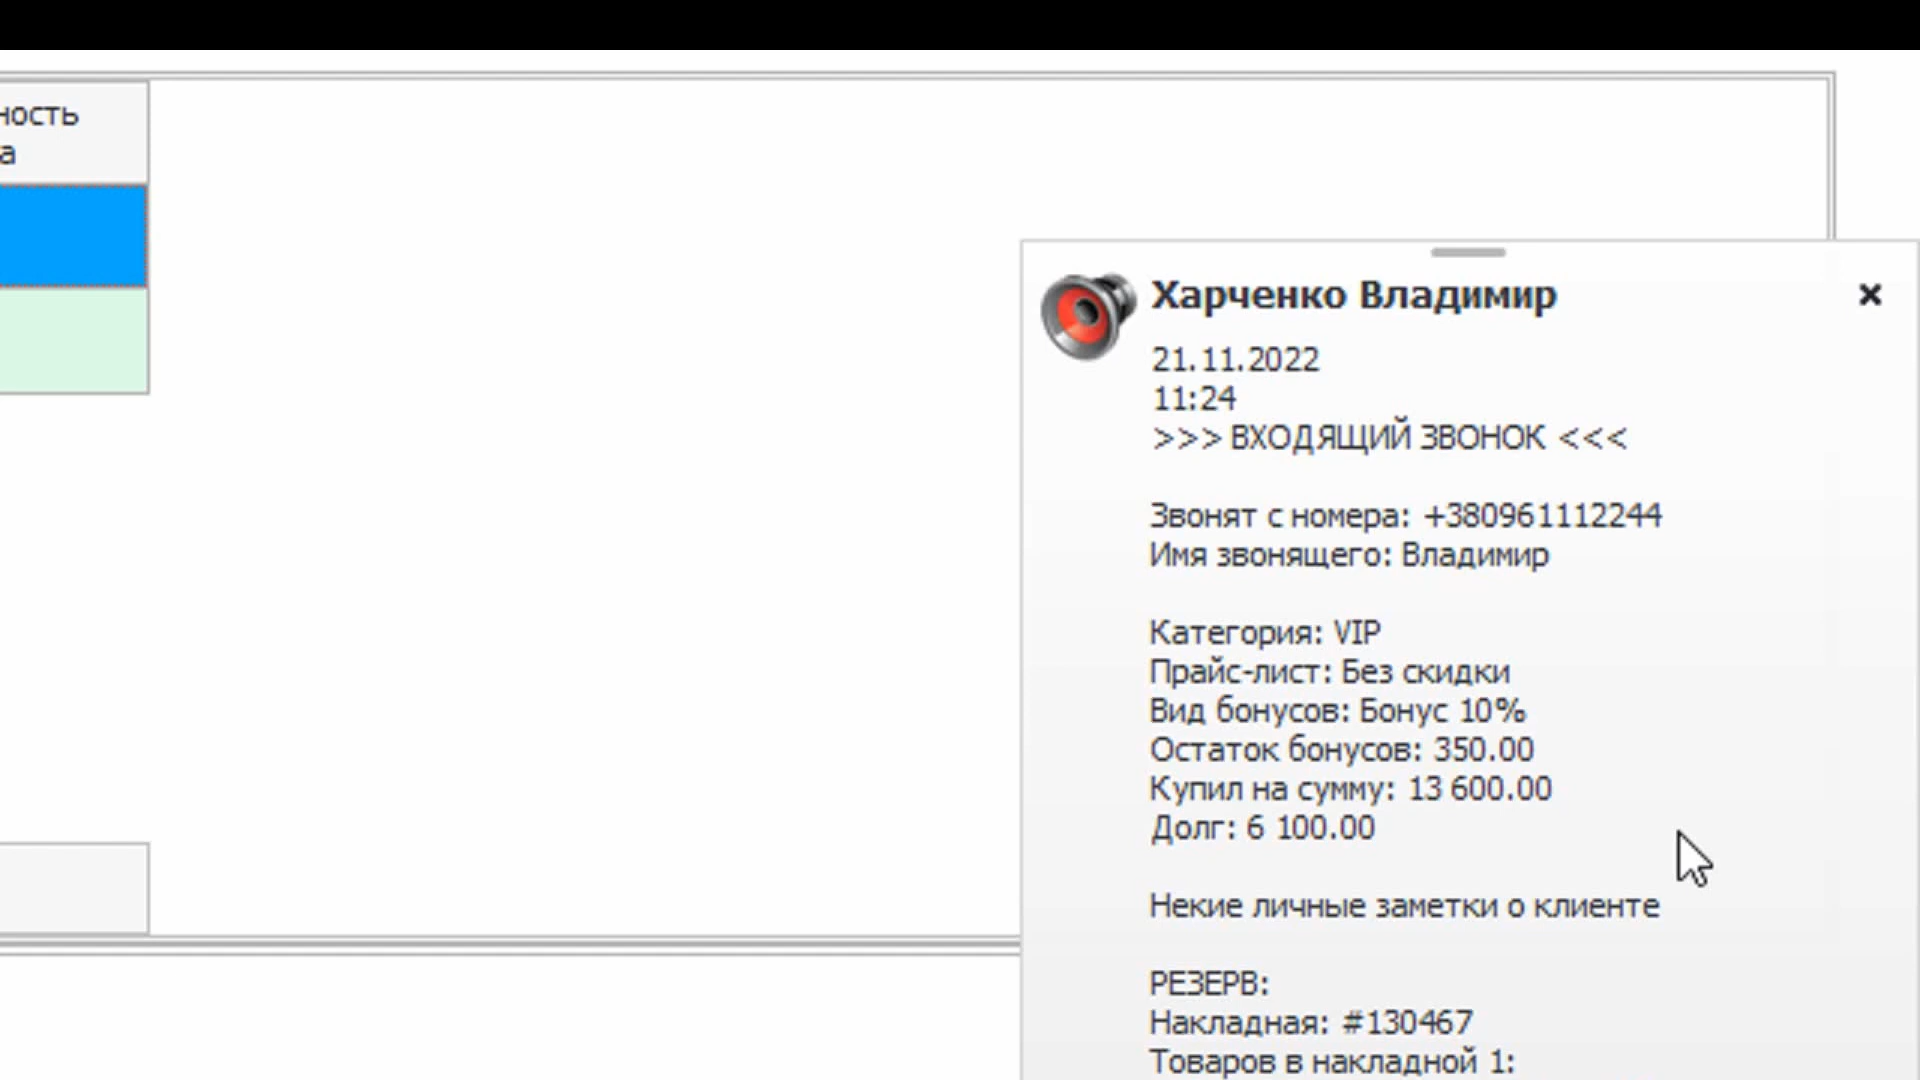 ность
а
Харченко Владимир
21.11.2022
11:24
>>> ВХОДЯЩИЙ ЗВОНОК <<<
Звонят с номера: +380961112244
Имя звонящего: Владимир
Категория: VIP
Прайс-лист: Без скидки
Вид бонусов: Бонус 10%
Остаток бонусов: 350.00
Купил на сумму: 13 600.00
Долг: 6 100.00
Некие личные заметки о клиенте
РЕЗЕРВ:
Накладная: #130467
Товаров в накладной 1: